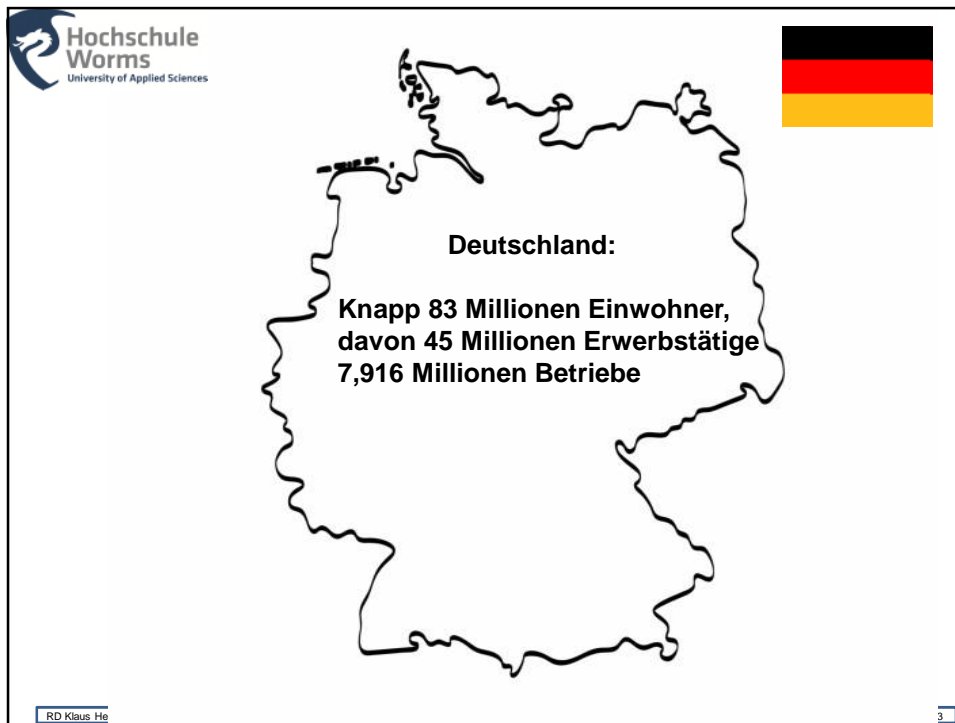 Hochschule
Worms
University of Applied Sciences
Deutschland:
Knapp 83 Millionen Einwohner,
davon 45 Millionen Erwerbstätige
7,916 Millionen Betriebe
RD Klaus
3